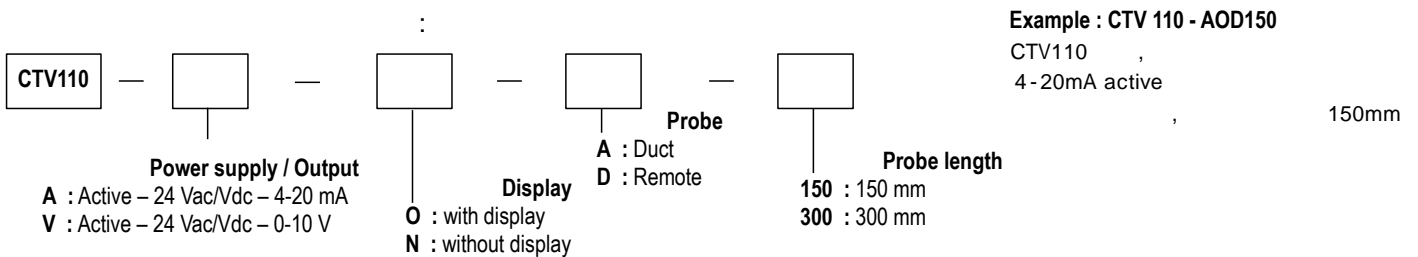 :
Example : CTV 110 - AOD150
CTV110 ,
4-20mA active
, 150mm
CTV110 — — — —
Power supply / Output
A : Active – 24 Vac/Vdc – 4-20 mA
V : Active – 24 Vac/Vdc – 0-10 V
Display
O : with display
N : without display
Probe
A : Duct
D : Remote
Probe length
150 : 150 mm
300 : 300 mm